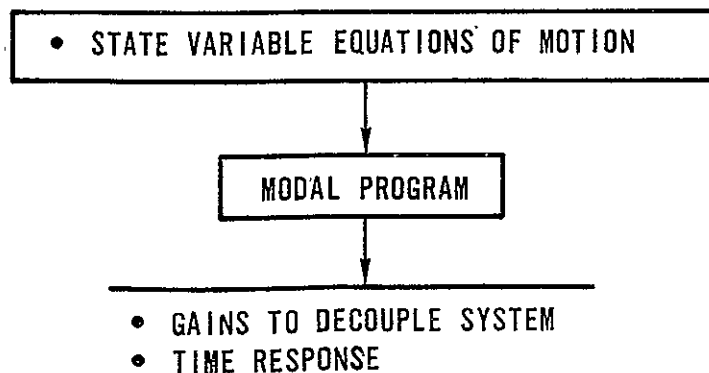 • STATE VARIABLE EQUATIONS OF MOTION
MODAL PROGRAM
• GAINS TO DECOUPLE SYSTEM
• TIME RESPONSE